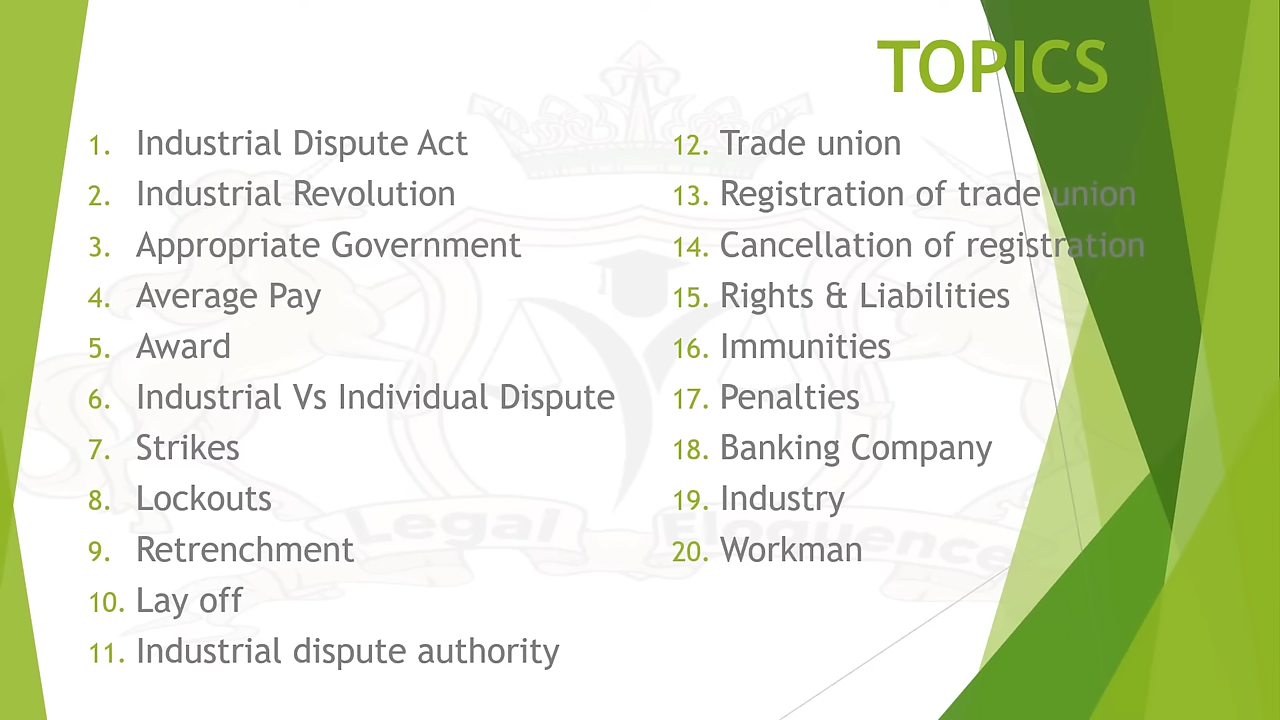 TOPICS
1. Industrial Dispute Act
2. Industrial Revolution
3. Appropriate Government
4. Average Pay
5. Award
6. Industrial Vs Individual Dispute
7. Strikes
8. Lockouts
9. Retrenchment
10. Lay off
11. Industrial dispute authority
12. Trade union
13. Registration of trade union
14. Cancellation of registration
15. Rights & Liabilities
16. Immunities
17. Penalties
18. Banking Company
19. Industry
20. Workman
Legal Eloquence